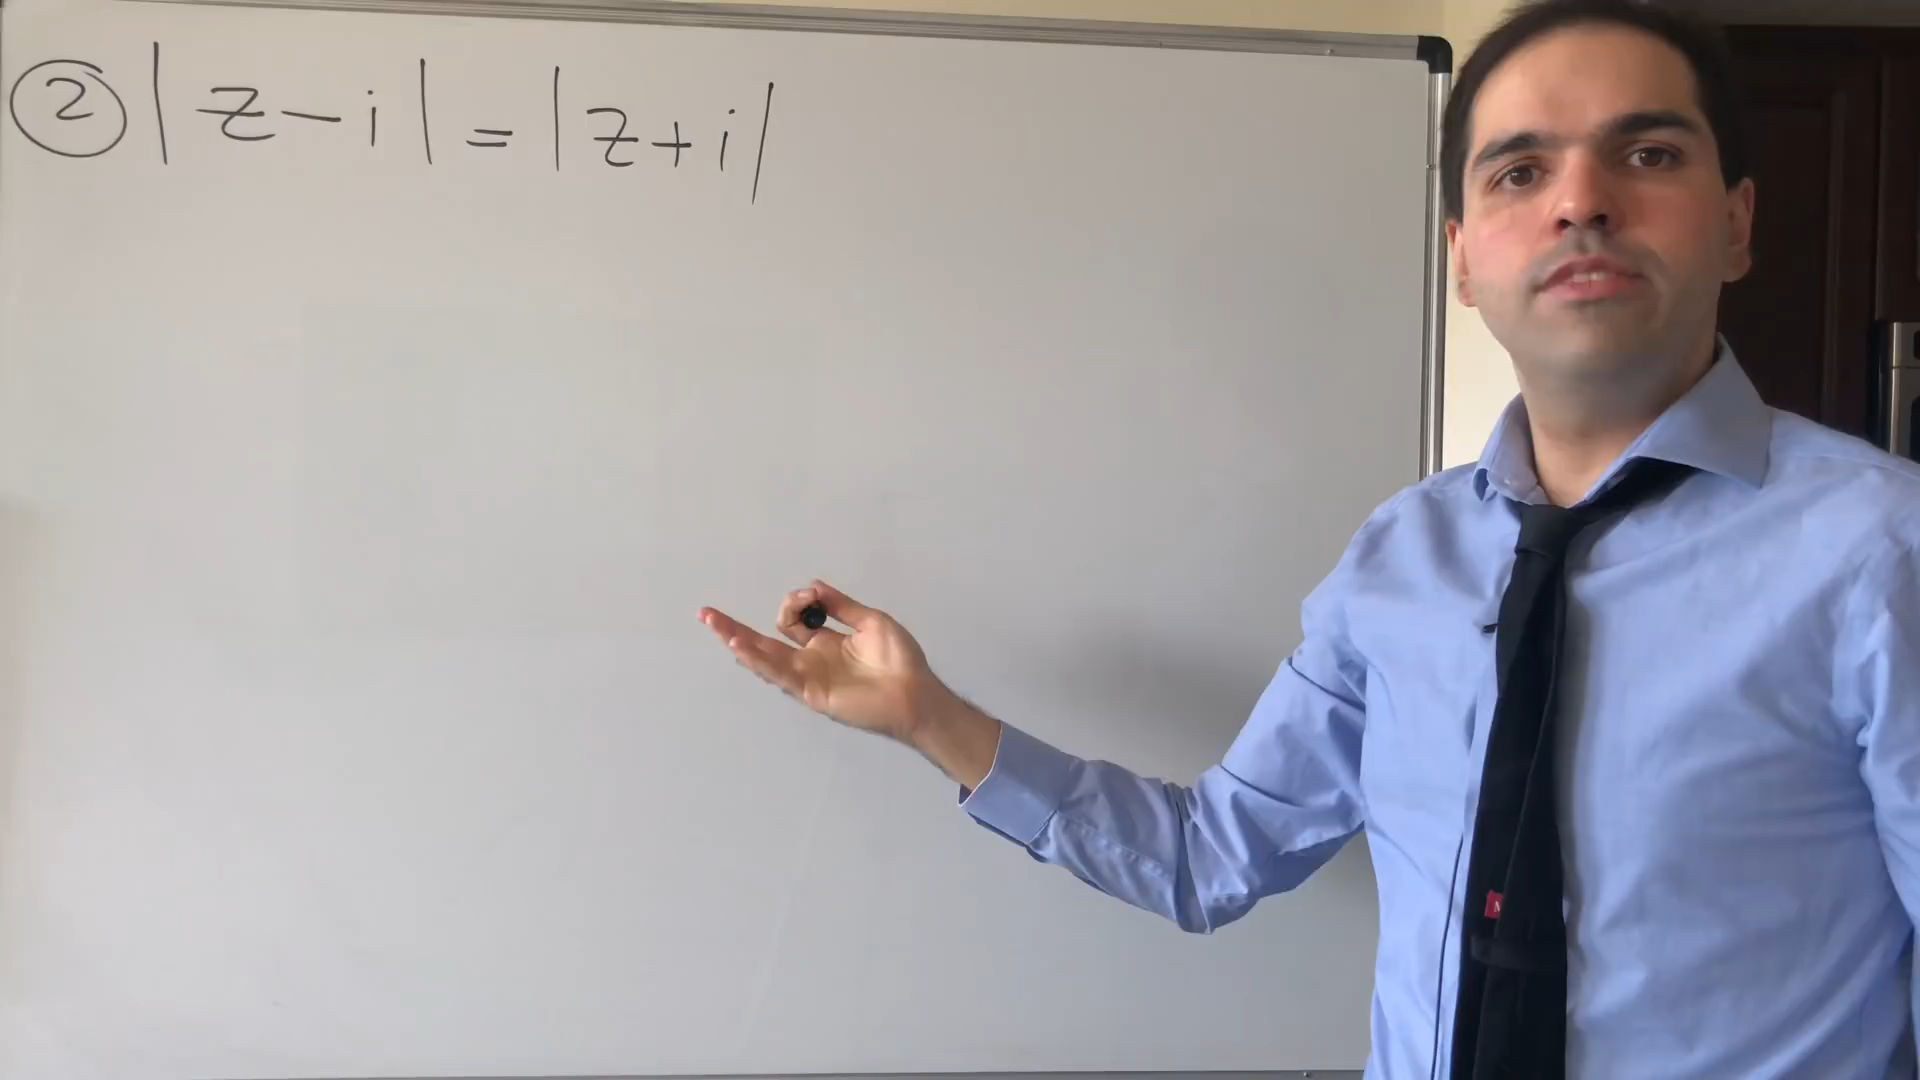 ② |z-i| = |z+i|